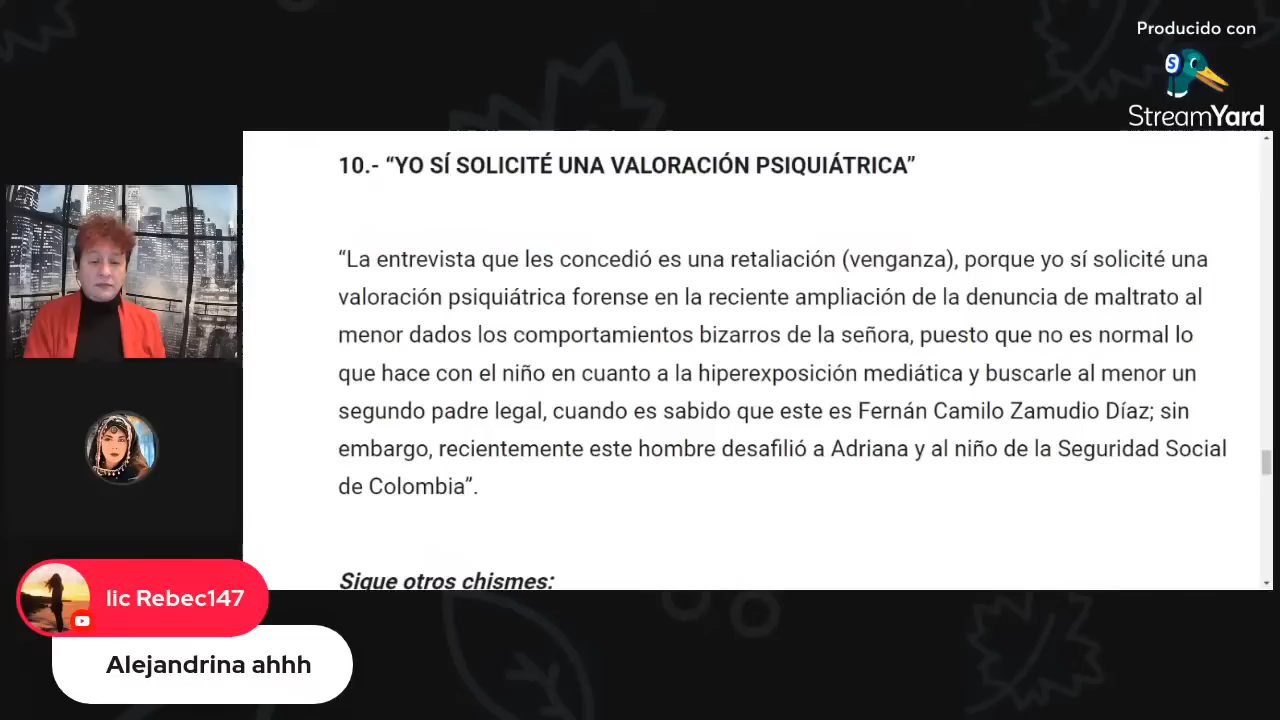 Producido con
StreamYard
10.- “YO SÍ SOLICITÉ UNA VALORACIÓN PSIQUIÁTRICA”
“La entrevista que les concedió es una retaliación (venganza), porque yo sí solicité una
valoración psiquiátrica forense en la reciente ampliación de la denuncia de maltrato al
menor dados los comportamientos bizarros de la señora, puesto que no es normal lo
que hace con el niño en cuanto a la hiperexposición mediática y buscarle al menor un
segundo padre legal, cuando es sabido que este es Fernán Camilo Zamudio Díaz; sin
embargo, recientemente este hombre desafilió a Adriana y al niño de la Seguridad Social
de Colombia”.
Sigue otros chismes:
lic Rebec147
Alejandrina ahhh